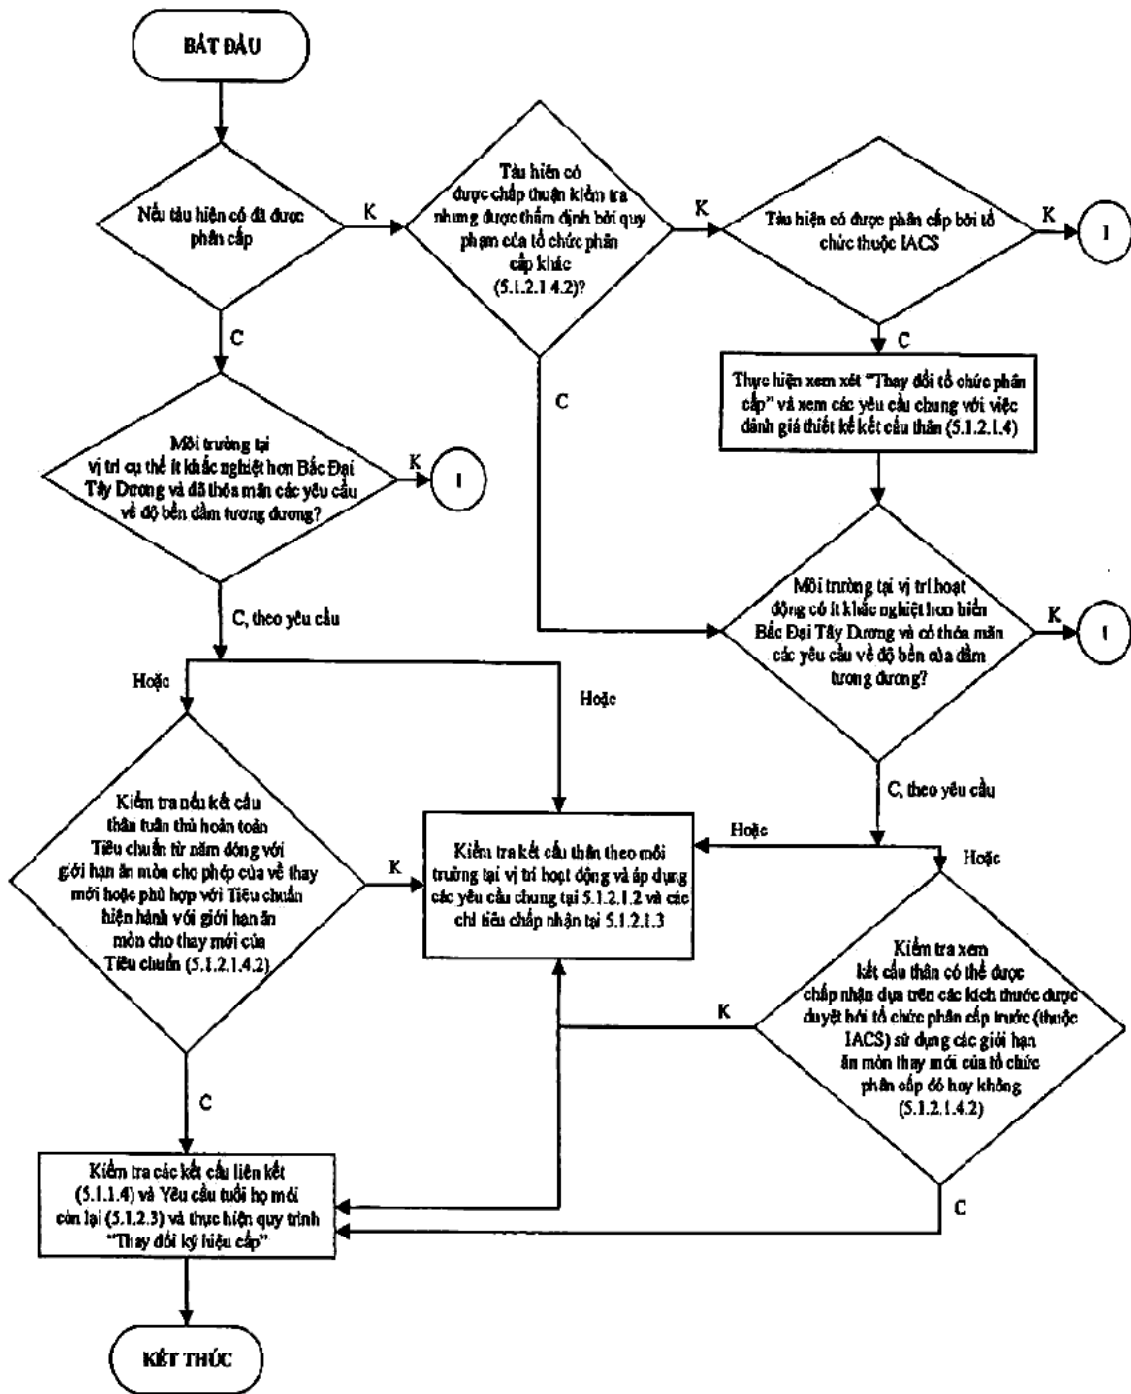 BẮT ĐẦU
Nếu tàu hiện có đã được
phân cấp
K
Tàu hiện có
được chấp thuận kiểm tra
nhưng được thẩm định bởi quy
phạm của tổ chức phân
cấp khác
(5.1.2.1.4.2)?
K
Tàu hiện có được phân cấp bởi tổ
chức thuộc IACS
K
1
C
C
C
Thực hiện xem xét "Thay đổi tổ chức phân
cấp" và xem các yêu cầu chung với việc
đánh giá thiết kế kết cấu thân (5.1.2.1.4)
Môi trường tại
vị trí cụ thể ít khắc nghiệt hơn Bắc Đại
Tây Dương và đã thỏa mãn các yêu cầu
về độ bền dầm tương đương?
K
1
Môi trường tại vị trí hoạt
động có ít khắc nghiệt hơn biển
Bắc Đại Tây Dương và có thỏa mãn
các yêu cầu về độ bền của dầm
tương đương?
K
1
C, theo yêu cầu
Hoặc
Hoặc
C, theo yêu cầu
Hoặc
Hoặc
Kiểm tra nếu kết cấu
thân tuân thủ hoàn toàn
Tiêu chuẩn từ năm đóng với
giới hạn ăn mòn cho phép của về thay
mới hoặc phù hợp với Tiêu chuẩn
hiện hành với giới hạn ăn
mòn cho thay mới của
Tiêu chuẩn (5.1.2.1.4.2)
K
Kiểm tra kết cấu thân theo môi
trường tại vị trí hoạt động và áp dụng
các yêu cầu chung tại 5.1.2.1.2 và các
chỉ tiêu chấp nhận tại 5.1.2.1.3
Kiểm tra xem
kết cấu thân có thể được
chấp nhận dựa trên các kích thước được
duyệt bởi tổ chức phân cấp trước (thuộc
IACS) sử dụng các giới hạn
ăn mòn thay mới của tổ chức
phân cấp đó hay không
(5.1.2.1.4.2)
K
C
C
Kiểm tra các kết cấu liên kết
(5.1.1.4) và Yêu cầu tuổi họ mỏi
còn lại (5.1.2.3) và thực hiện quy trình
"Thay đổi ký hiệu cấp"
KẾT THÚC